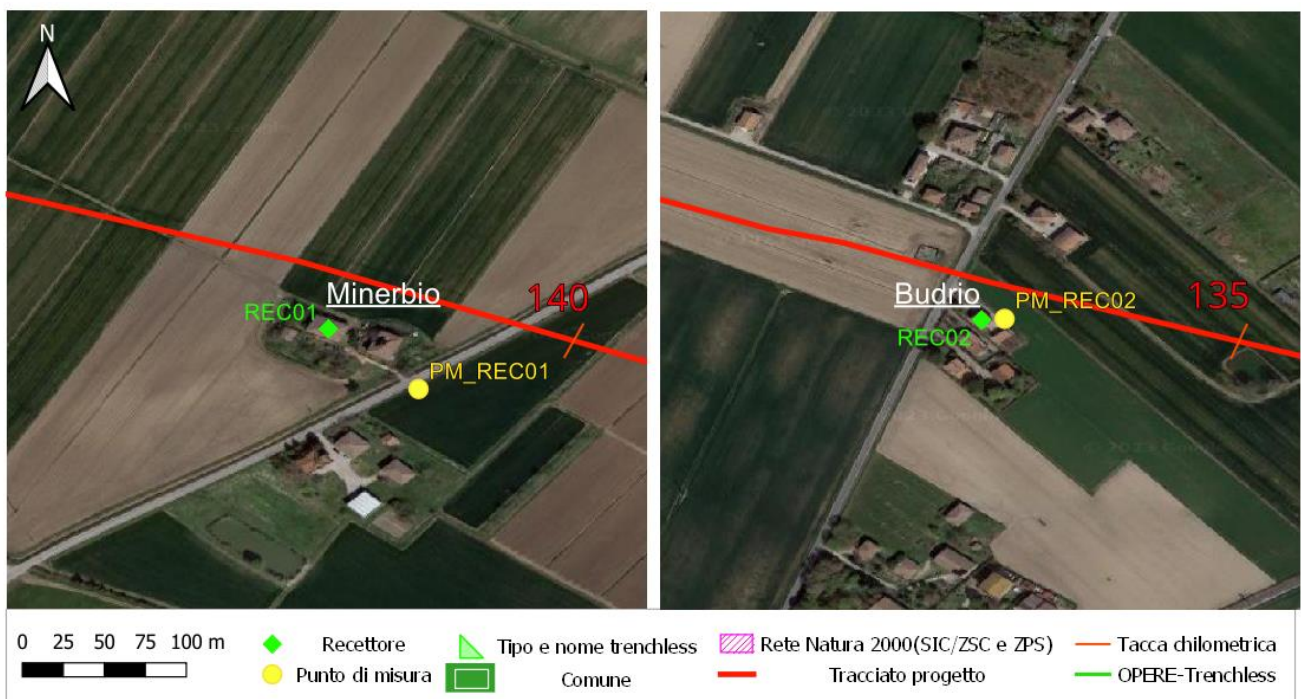 N
Minerbio
140
REC01
PM_REC01
Budrio
135
PM_REC02
REC02
0 25 50 75 100 m
Recettore
Tipo e nome trenchless
Rete Natura 2000(SIC/ZSC e ZPS)
Tacca chilometrica
Punto di misura
Comune
Tracciato progetto
OPERE-Trenchless